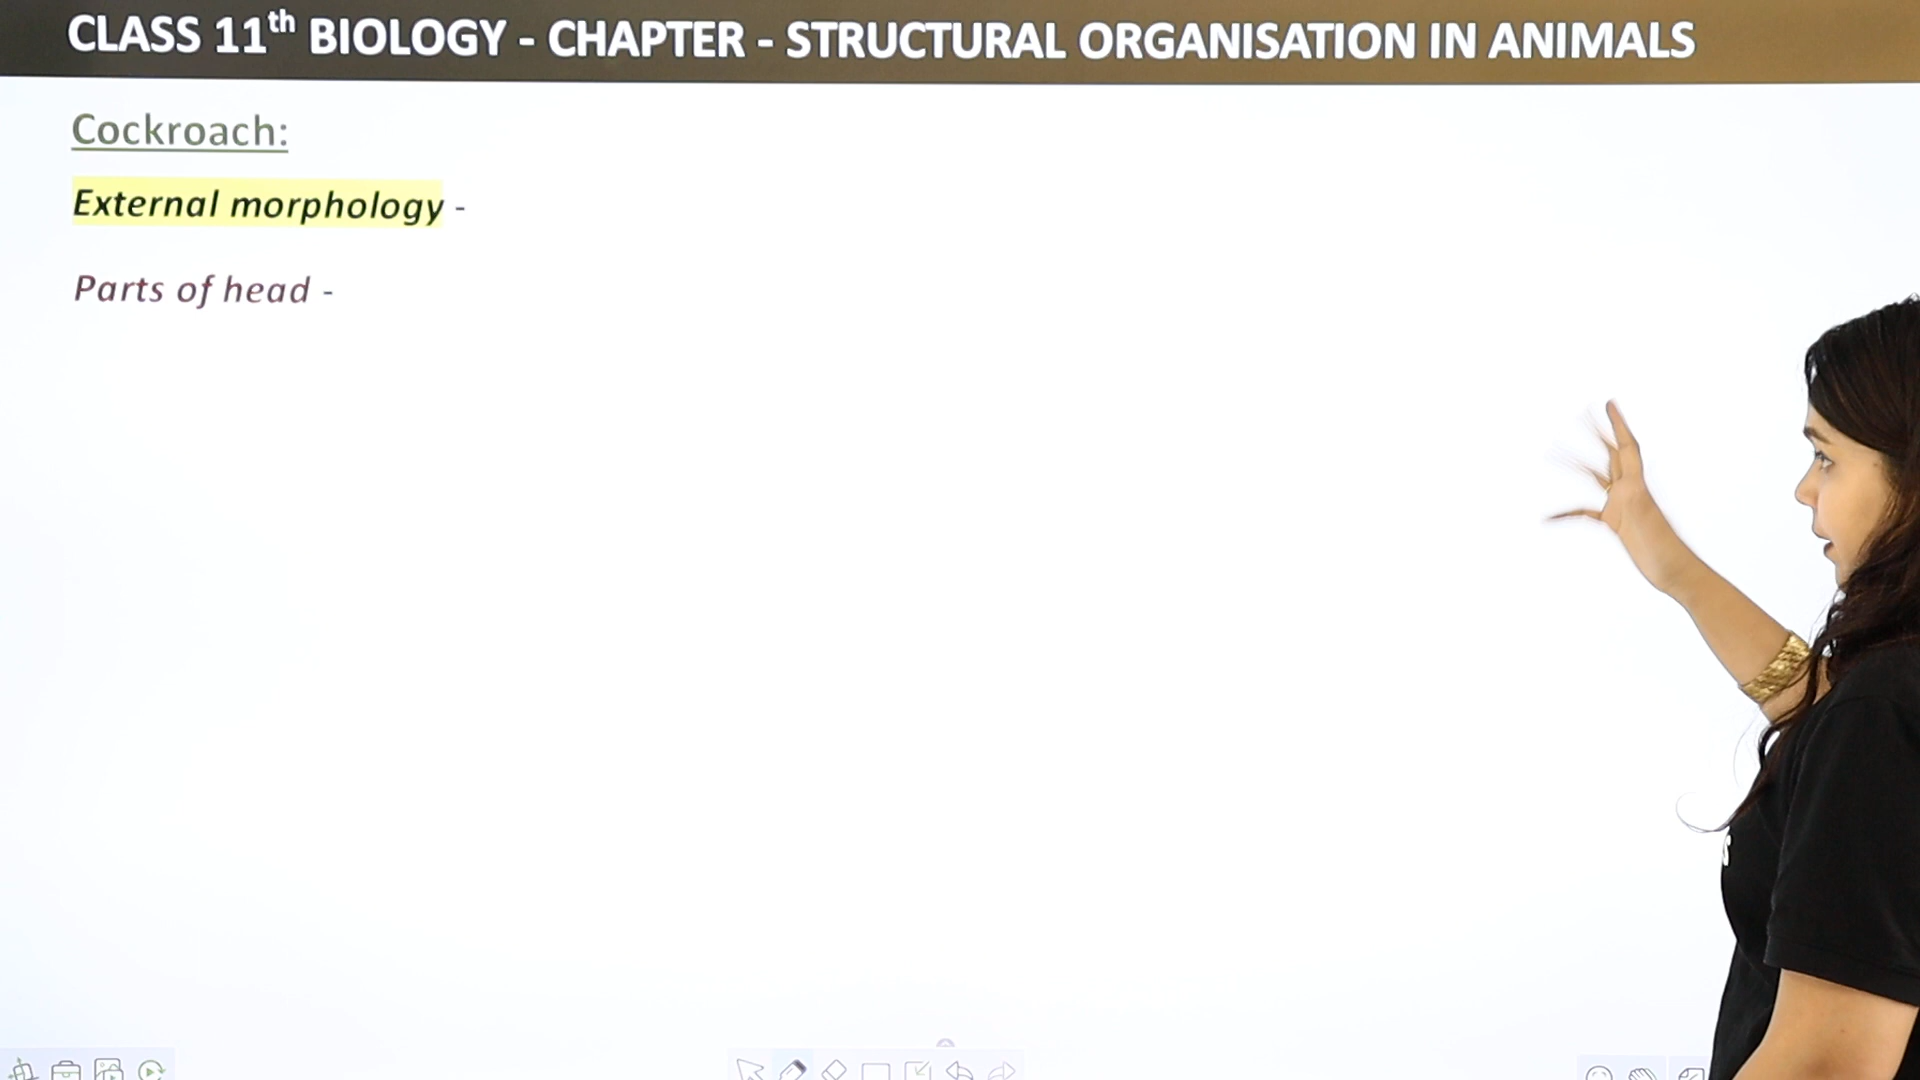 CLASS 11th BIOLOGY - CHAPTER - STRUCTURAL ORGANISATION IN ANIMALS
Cockroach:
External morphology -
Parts of head -